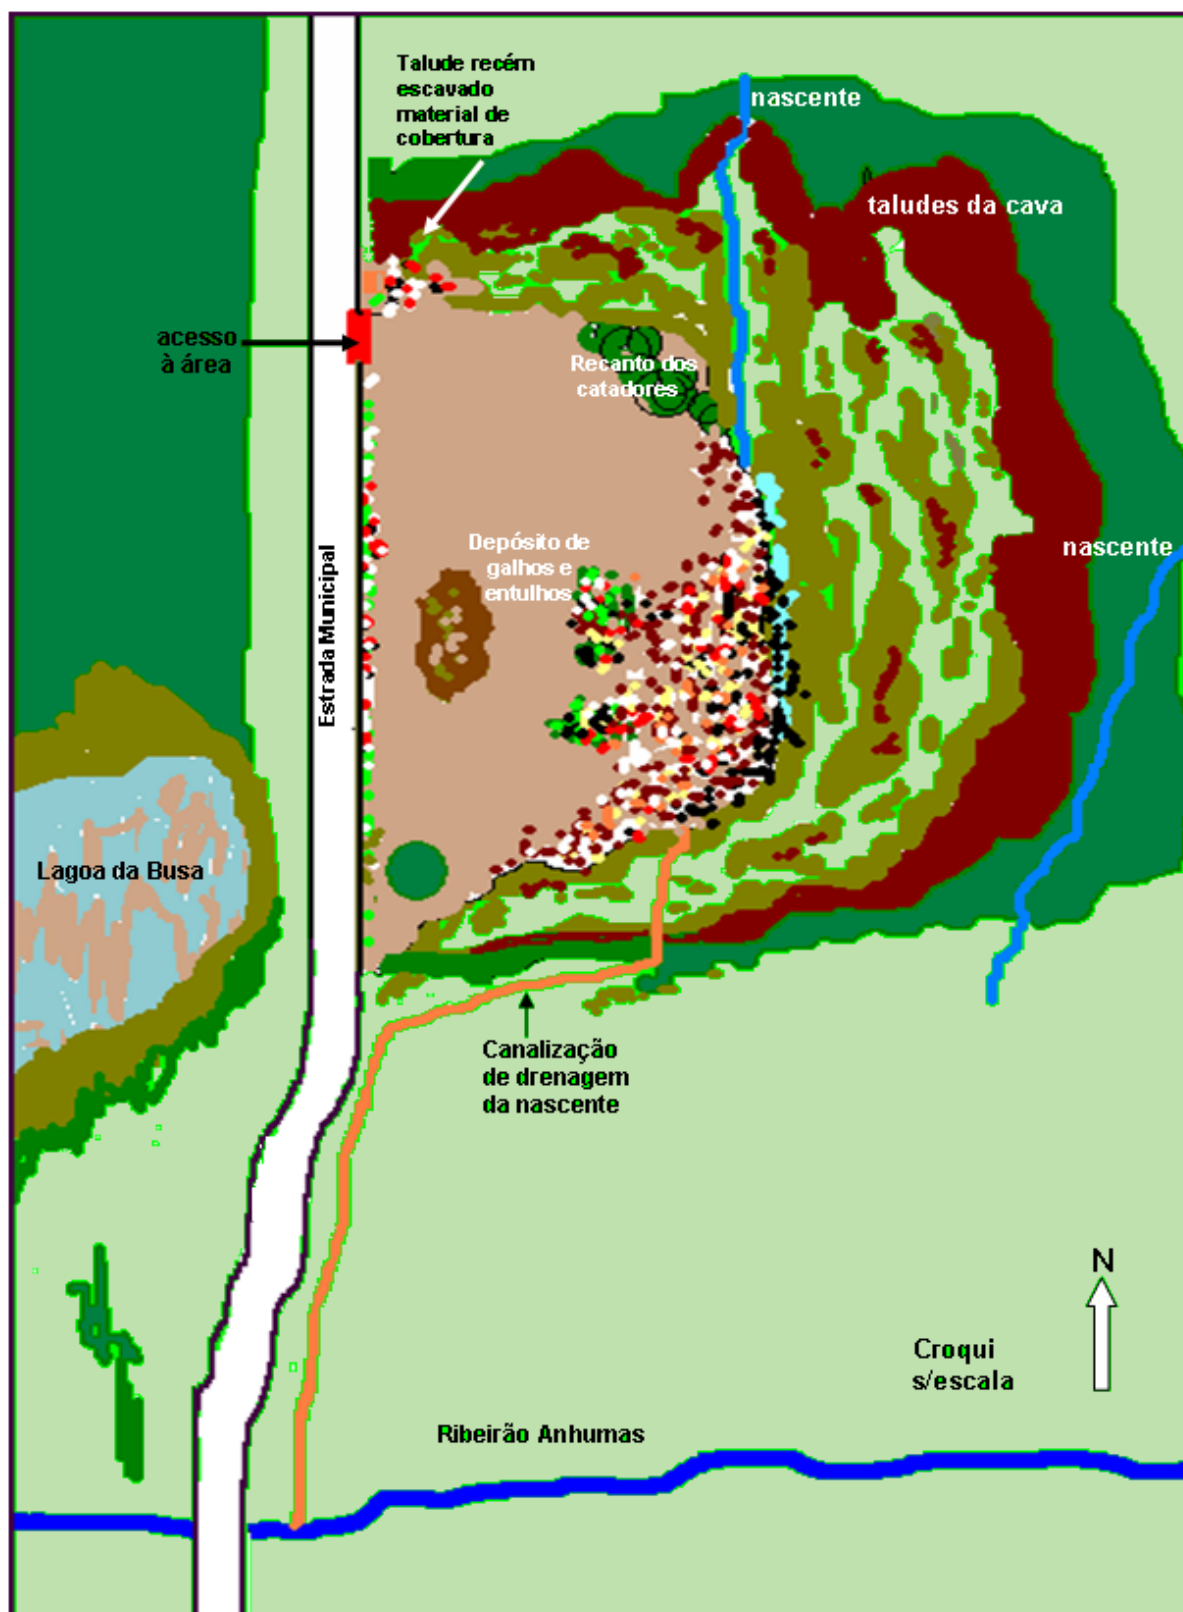 Talude recém
escavado
material de
cobertura
nascente
taludes da cava
acesso
à área
Recanto dos
catadores
Depósito de
galhos e
entulhos
nascente
Estrada Municipal
Lagoa da Busa
Canalização
de drenagem
da nascente
N
Croqui
s/escala
Ribeirão Anhumas